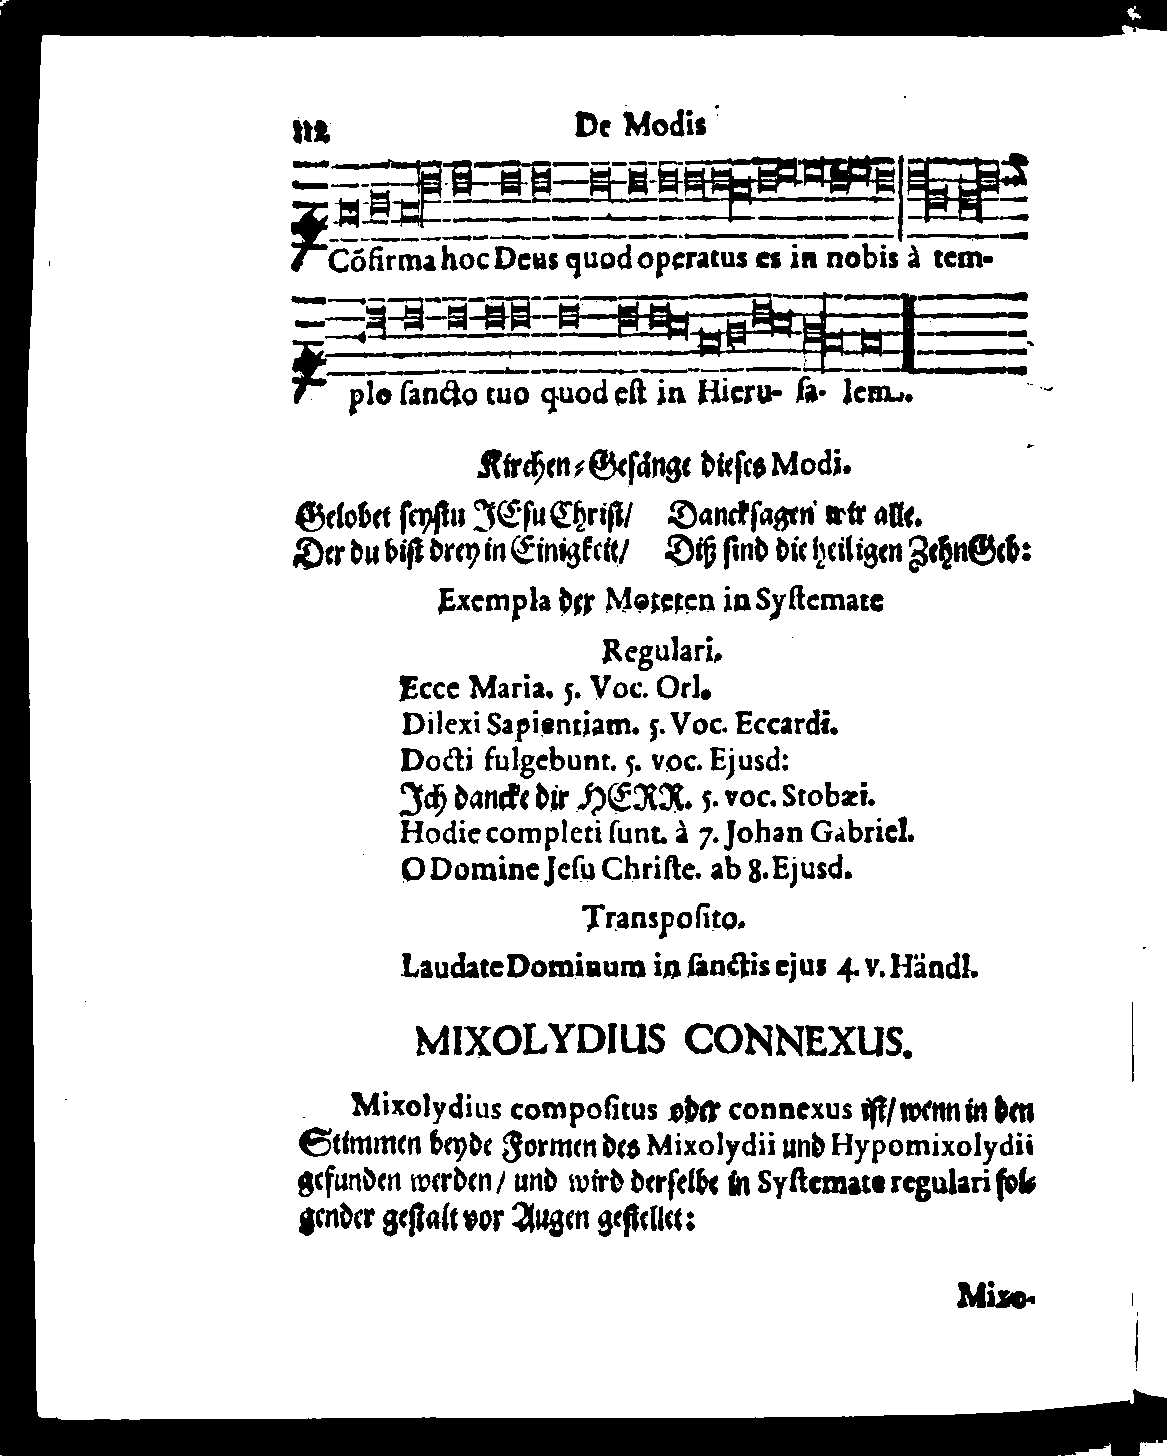 112 De Modis
Cõfirma hoc Deus quod operatus es in nobis à tem-
plo ſancto tuo quod eſt in Hieru- ſa- lem.
Kirchen-Geſänge dieſes Modi.
Gelobet ſeyſtu JEſu Chriſt/ Danckſagen wir alle.
Der du biſt drey in Einigkeit/ Diß ſind die heiligen Zehn Geb:
Exempla der Moteten in Syſtemate
Regulari.
Ecce Maria. 5. Voc. Orl.
Dilexi Sapientiam. 5. Voc. Eccardi.
Docti fulgebunt. 5. voc. Ejusd:
Jch dancke dir HERR. 5. voc. Stobæi.
Hodie completi ſunt. à 7. Johan Gabriel.
O Domine Jeſu Chriſte. ab 8. Ejusd.
Transpoſito.
Laudate Dominum in ſanctis ejus 4. v. Händl.
MIXOLYDIUS CONNEXUS.
Mixolydius compoſitus oder connexus iſt/ wenn in den
Stimmen beyde Formen des Mixolydii und Hypomixolydii
gefunden werden/ und wird derſelbe in Syſtemate regulari fol-
gender geſtalt vor Augen geſtellet:
Mixo-